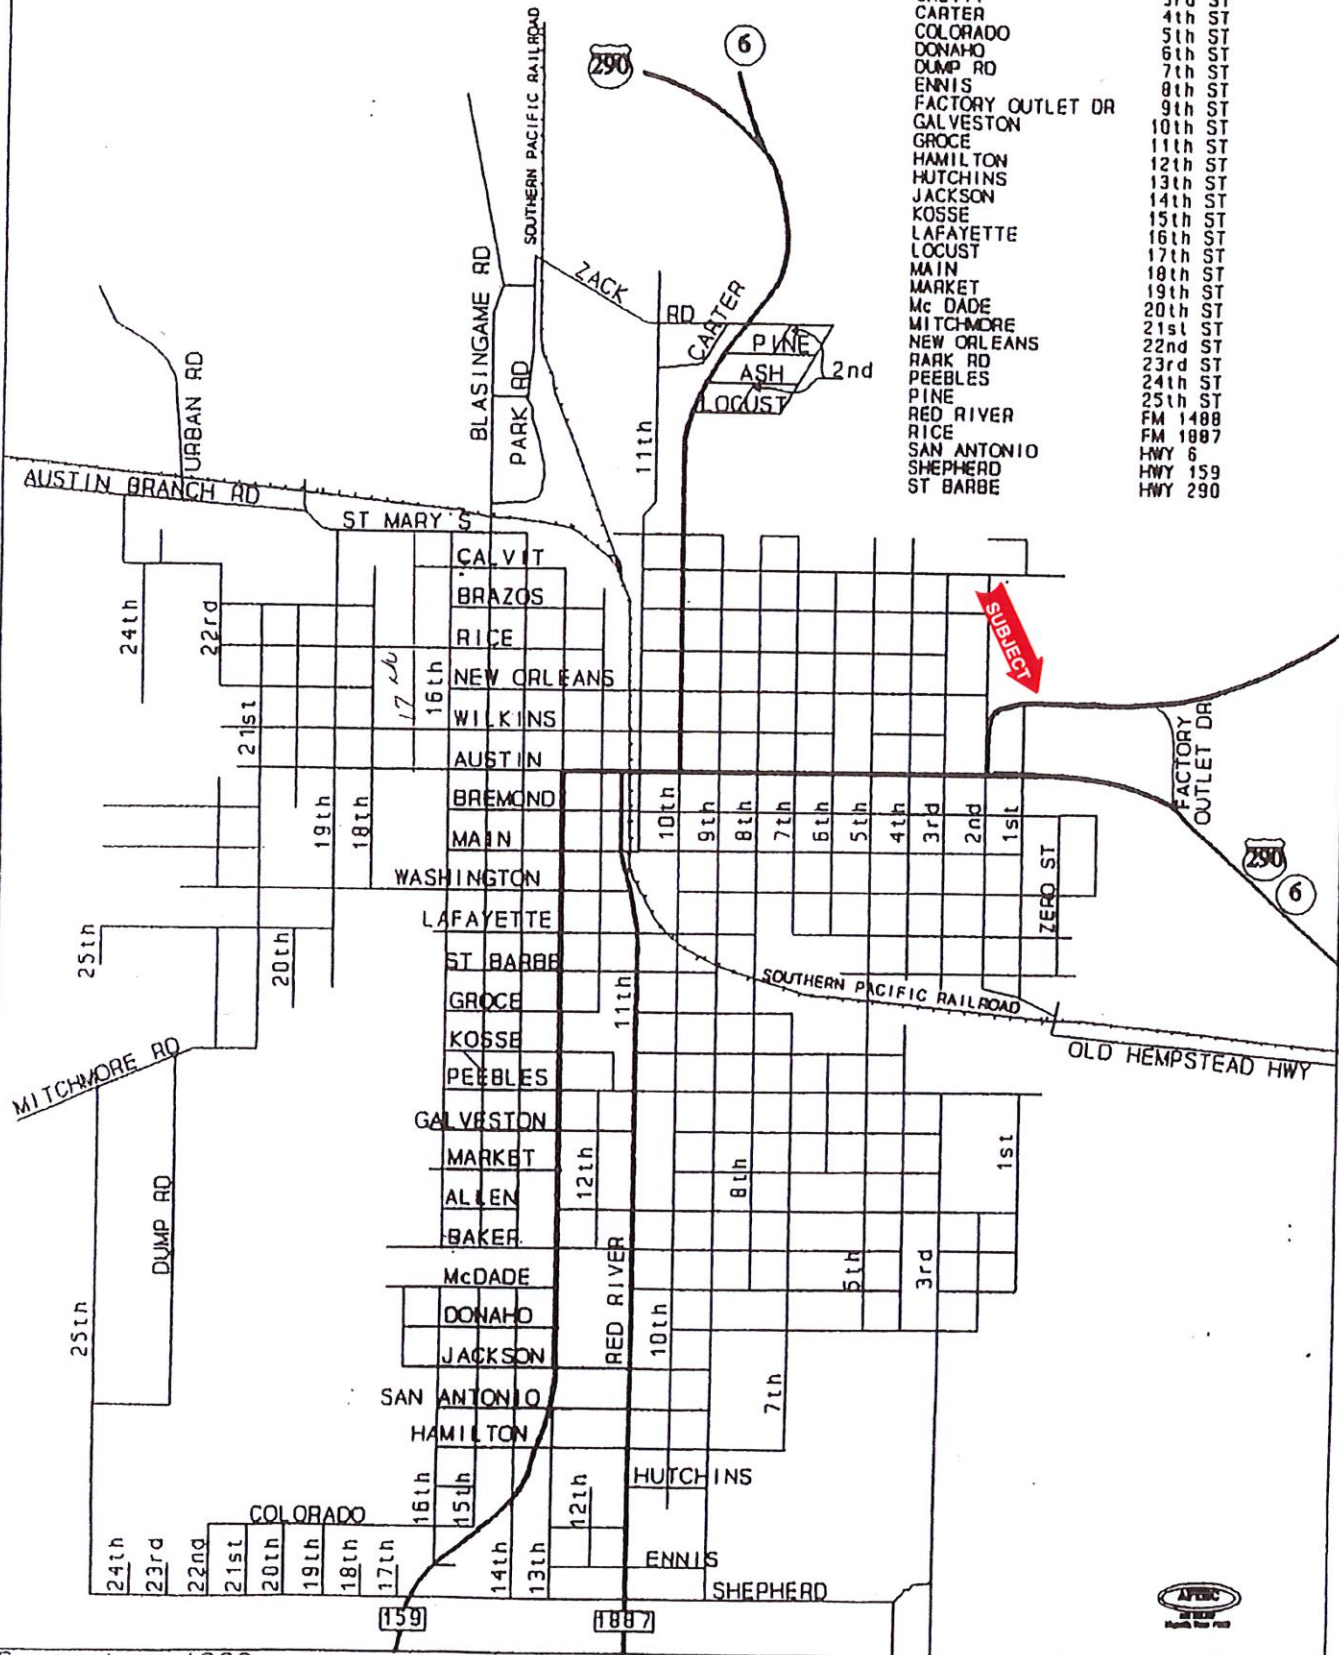 3rd ST
CARTER 4th ST
COLORADO 5th ST
DONAHO 6th ST
DUMP RD 7th ST
ENNIS 8th ST
FACTORY OUTLET DR 9th ST
GALVESTON 10th ST
GROCE 11th ST
HAMILTON 12th ST
HUTCHINS 13th ST
JACKSON 14th ST
KOSSE 15th ST
LAFAYETTE 16th ST
LOCUST 17th ST
MAIN 18th ST
MARKET 19th ST
Mc DADE 20th ST
MITCHMORE 21st ST
NEW ORLEANS 22nd ST
PARK RD 23rd ST
PEEBLES 24th ST
PINE 25th ST
RED RIVER FM 1488
RICE FM 1887
SAN ANTONIO HWY 6
SHEPHERD HWY 159
ST BARBE HWY 290
290
6
SOUTHERN PACIFIC RAILROAD
BLASINGAME RD
ZACK RD
CARTER
PINE
ASH
LOCUST
2nd
PARK RD
URBAN RD
11th
AUSTIN BRANCH RD
ST MARY'S
CALVIT
BRAZOS
RICE
NEW ORLEANS
WILKINS
AUSTIN
BREMOND
MAIN
WASHINGTON
LAFAYETTE
ST BARBE
GROCE
KOSSE
PEEBLES
GALVESTON
MARKET
ALLEN
BAKER
McDADE
DONAHO
JACKSON
SAN ANTONIO
HAMILTON
24th
22rd
21st
17th
16th
19th
18th
10th
9th
8th
7th
6th
5th
4th
3rd
2nd
1st
SUBJECT
FACTORY
OUTLET DR
290
6
ZERO ST
25th
20th
11th
SOUTHERN PACIFIC RAILROAD
OLD HEMPSTEAD HWY
MITCHMORE RD
DUMP RD
25th
12th
8th
1st
RED RIVER
10th
5th
3rd
7th
HUTCHINS
16th
15th
12th
COLORADO
24th
23rd
22nd
21st
20th
19th
18th
17th
14th
13th
ENNIS
SHEPHERD
159
1887